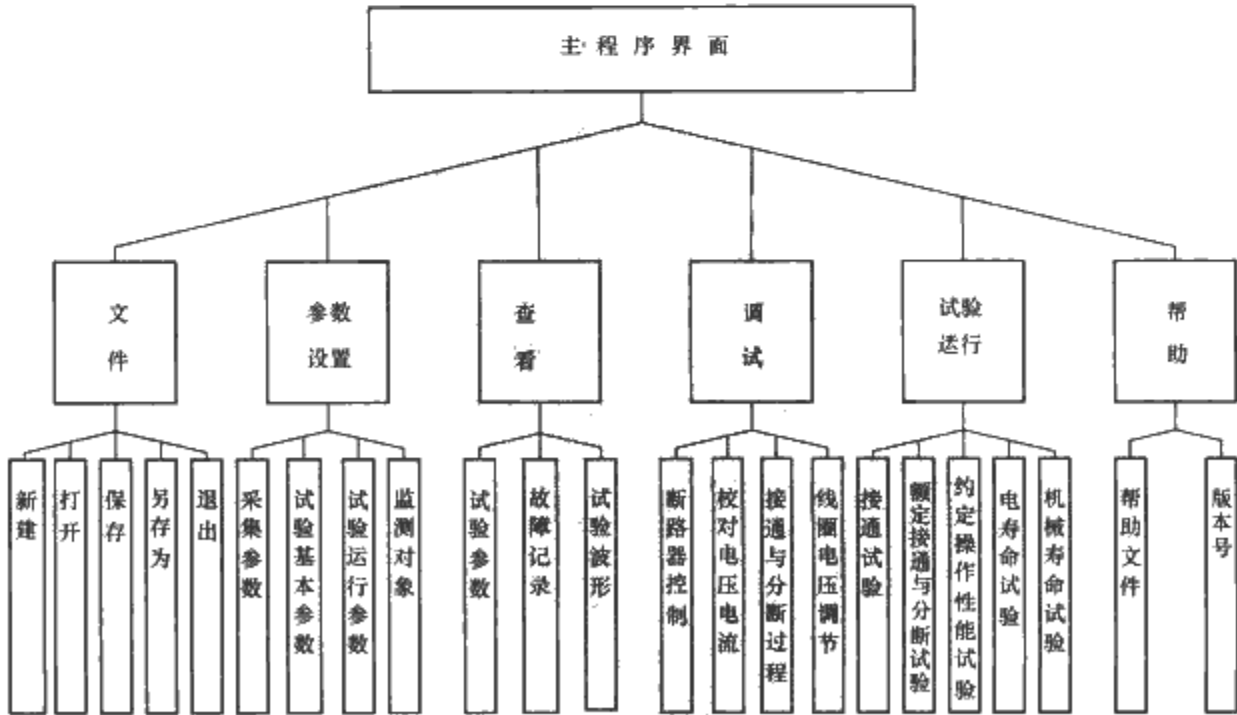 主程序界面
文件
参数
设置
查看
调试
试验
运行
帮助
新建
打开
保存
另存为
退出
采集参数
试验基本参数
试验运行参数
监测对象
试验参数
故障记录
试验波形
断路器控制
校对电压电流
接通与分断过程
线圈电压调节
接通试验
额定接通与分断试验
约定操作性能试验
电寿命试验
机械寿命试验
帮助文件
版本号